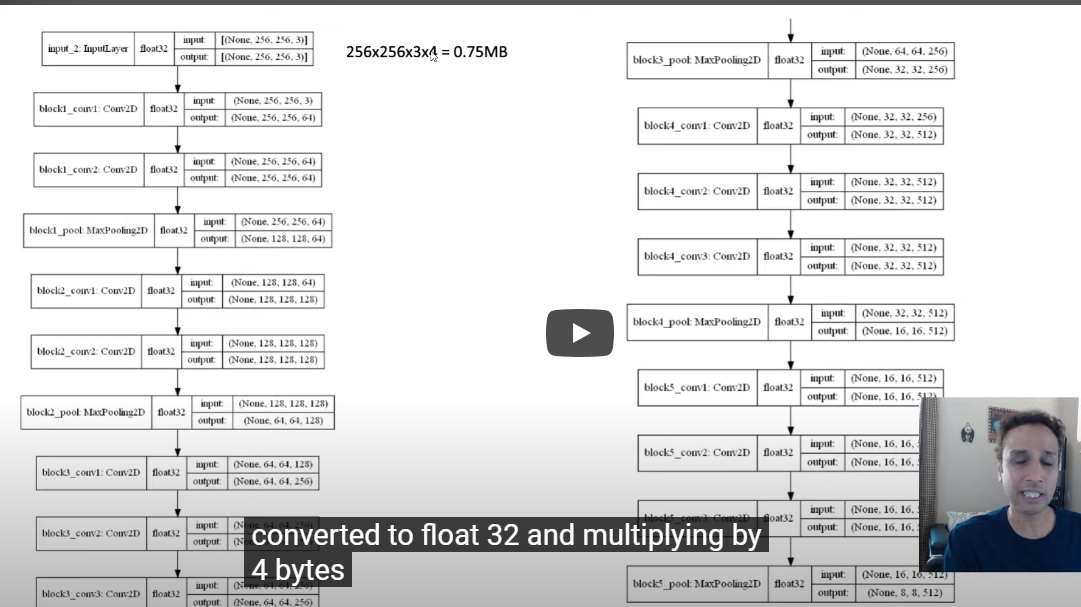 input_2: InputLayer
float32
input:
[(None, 256, 256, 3)]
output:
[(None, 256, 256, 3)]
256x256x3x4 = 0.75MB
block1_conv1: Conv2D
float32
input:
(None, 256, 256, 3)
output:
(None, 256, 256, 64)
block1_conv2: Conv2D
float32
input:
(None, 256, 256, 64)
output:
(None, 256, 256, 64)
block1_pool: MaxPooling2D
float32
input:
(None, 256, 256, 64)
output:
(None, 128, 128, 64)
block2_conv1: Conv2D
float32
input:
(None, 128, 128, 64)
output:
(None, 128, 128, 128)
block2_conv2: Conv2D
float32
input:
(None, 128, 128, 128)
output:
(None, 128, 128, 128)
block2_pool: MaxPooling2D
float32
input:
(None, 128, 128, 128)
output:
(None, 64, 64, 128)
block3_conv1: Conv2D
float32
input:
(None, 64, 64, 128)
output:
(None, 64, 64, 256)
block3_conv2: Conv2D
float32
input:
(None, 64, 64, 256)
output:
block3_conv3: Conv2D
float32
input:
(None, 64, 64, 256)
output:
(None, 64, 64, 256)
block3_pool: MaxPooling2D
float32
input:
(None, 64, 64, 256)
output:
(None, 32, 32, 256)
block4_conv1: Conv2D
float32
input:
(None, 32, 32, 256)
output:
(None, 32, 32, 512)
block4_conv2: Conv2D
float32
input:
(None, 32, 32, 512)
output:
(None, 32, 32, 512)
block4_conv3: Conv2D
float32
input:
(None, 32, 32, 512)
output:
(None, 32, 32, 512)
block4_pool: MaxPooling2D
float32
input:
(None, 32, 32, 512)
output:
(None, 16, 16, 512)
block5_conv1: Conv2D
float32
input:
(None, 16, 16, 512)
output:
(None, 16, 16, 512)
block5_conv2: Conv2D
float32
input:
(None, 16, 16,
output:
(None, 16, 16,
block5_conv3: Conv2D
float32
input:
(None, 16, 16,
output:
(None, 16, 16,
block5_pool: MaxPooling2D
float32
input:
(None, 16, 16, 512)
output:
(None, 8, 8, 512)
converted to float 32 and multiplying by
4 bytes